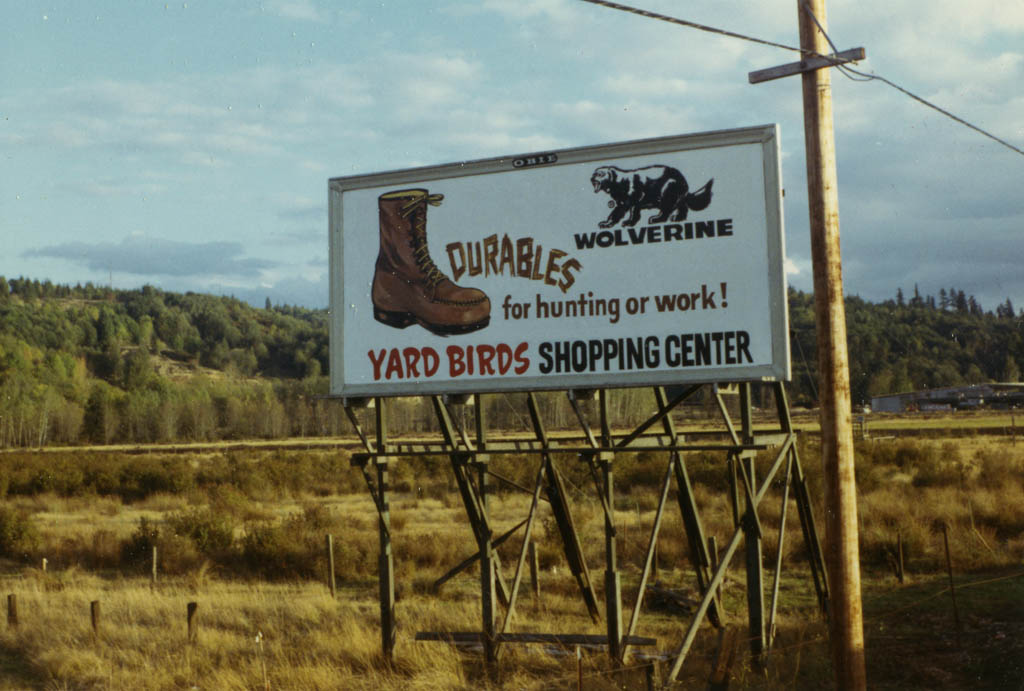 OBIE
WOLVERINE
DURABLES
for hunting or work!
YARD BIRDS SHOPPING CENTER